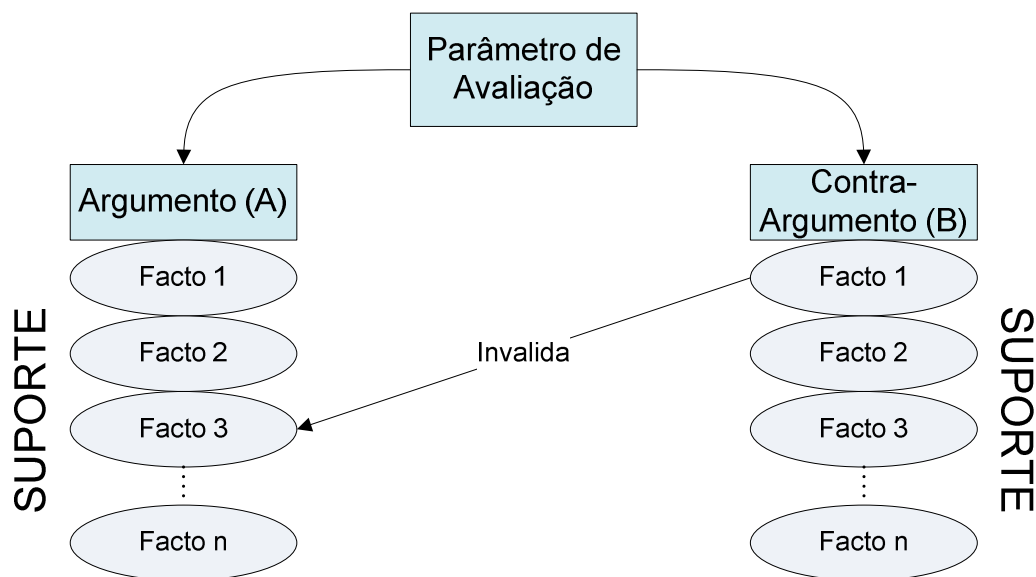 Parâmetro de
Avaliação
Argumento (A)
Contra-
Argumento (B)
SUPORTE
Facto 1
Facto 2
Facto 3
Facto n
Invalida
Facto 1
Facto 2
Facto 3
Facto n
SUPORTE